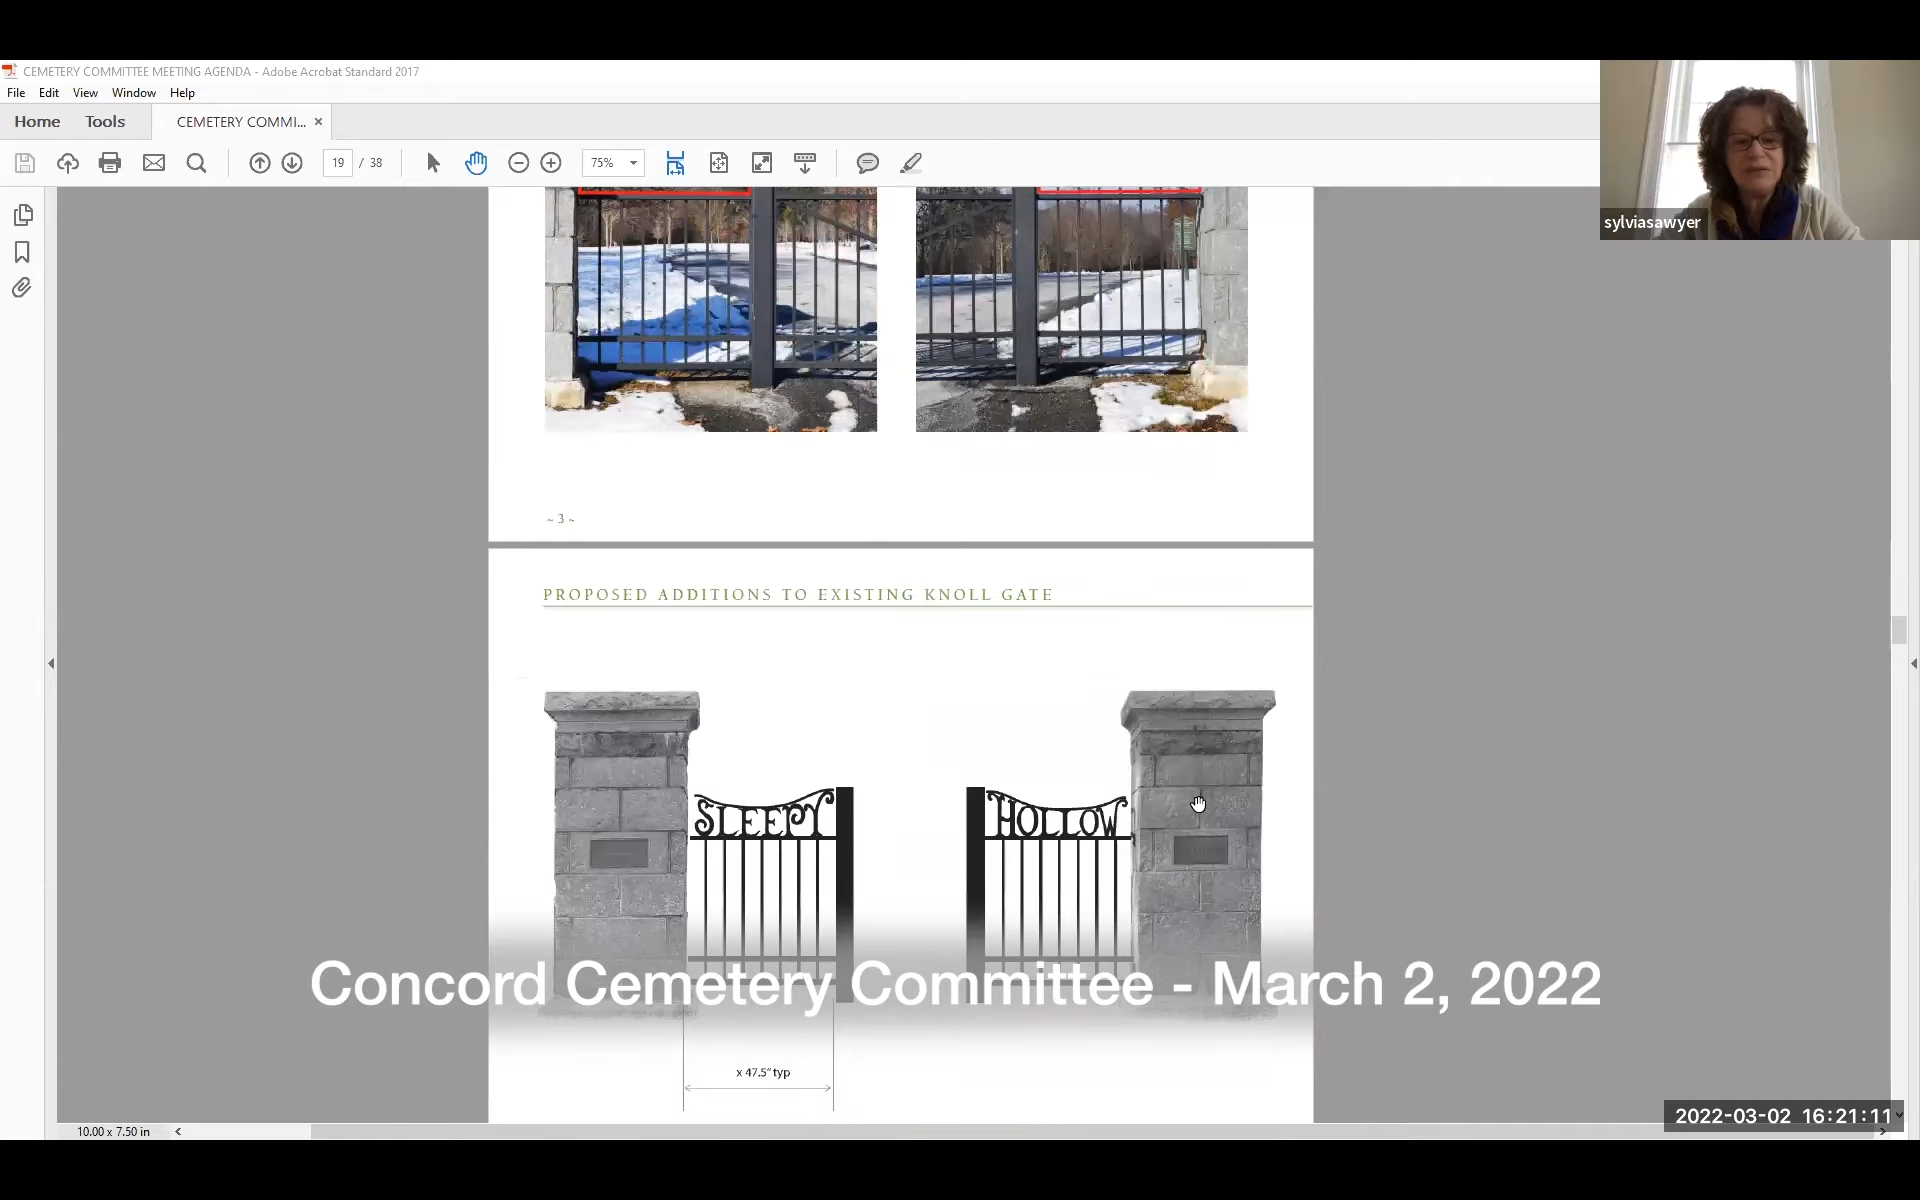 CEMETERY COMMITTEE MEETING AGENDA - Adobe Acrobat Standard 2017
File Edit View Window Help
Home Tools CEMETERY COMMI... ×
19 / 38 75%
sylviasawyer
~ 3 ~
PROPOSED ADDITIONS TO EXISTING KNOLL GATE
SLEEPY HOLLOW
Concord Cemetery Committee - March 2, 2022
x 47.5" typ
2022-03-02 16:21:11
10.00 x 7.50 in